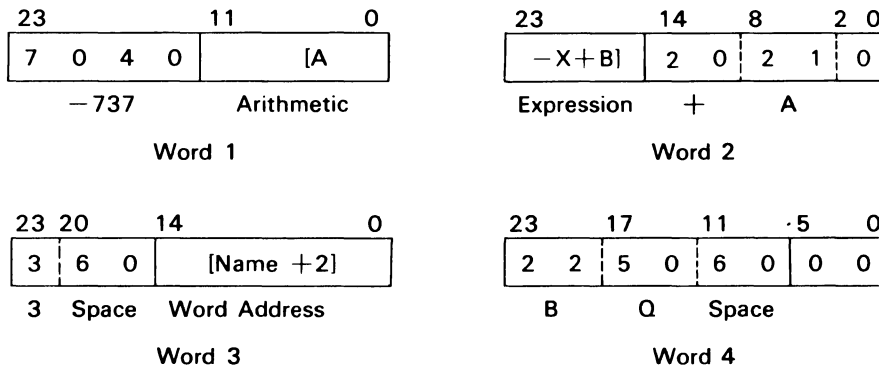 23 11 0
7 0 4 0 [A
−737 Arithmetic
Word 1
23 14 8 2 0
−X+B] 2 0 2 1 0
Expression + A
Word 2
23 20 14 0
3 6 0 [Name +2]
3 Space Word Address
Word 3
23 17 11 5 0
2 2 5 0 6 0 0 0
B Q Space
Word 4